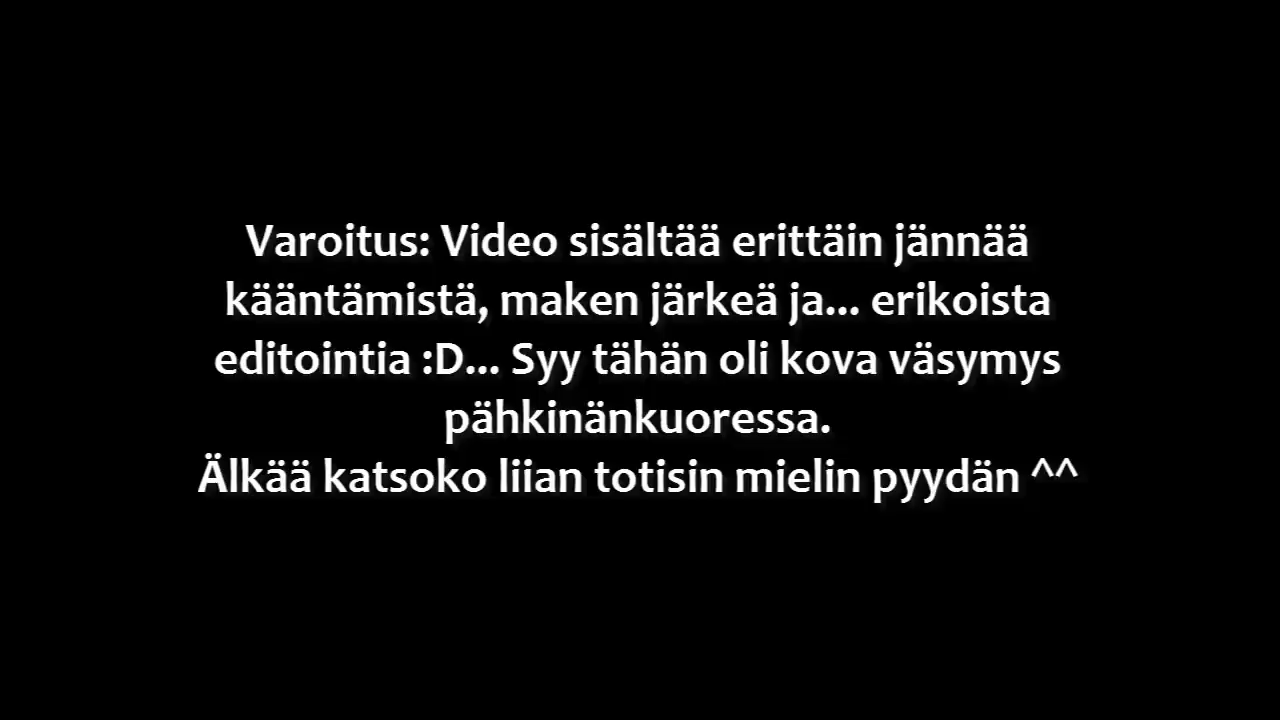 Varoitus: Video sisältää erittäin jännää
kääntämistä, maken järkeä ja... erikoista
editointia :D... Syy tähän oli kova väsymys
pähkinänkuoressa.
Älkää katsoko liian totisin mielin pyydän ^^